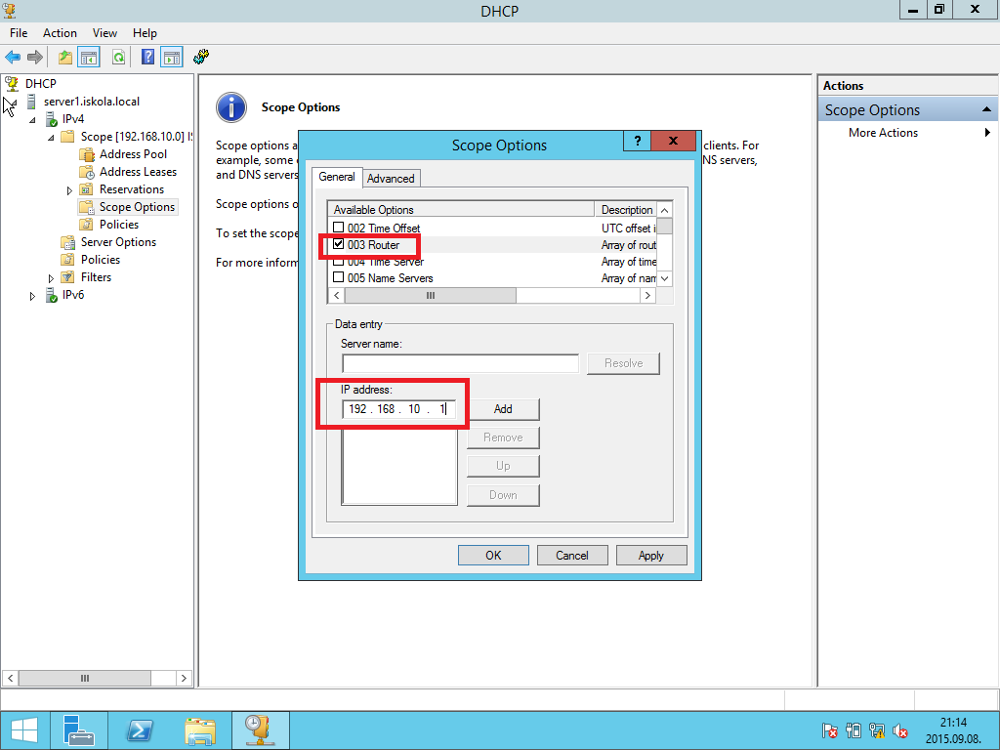 DHCP
File Action View Help
DHCP
server1.iskola.local
IPv4
Scope [192.168.10.0]
Address Pool
Address Leases
Reservations
Scope Options
Policies
Server Options
Policies
Filters
IPv6
Scope Options
Scope options a
clients. For
example, some
NS servers,
and DNS servers
Scope options o
To set the scope
For more inform
Scope Options
?
General Advanced
Available Options Description
002 Time Offset UTC offset i
003 Router Array of rout
004 Time Server Array of time
005 Name Servers Array of nam
Data entry
Server name:
Resolve
IP address:
192 . 168 . 10 . 1
Add
Remove
Up
Down
OK Cancel Apply
Actions
Scope Options
More Actions
21:14
2015.09.08.